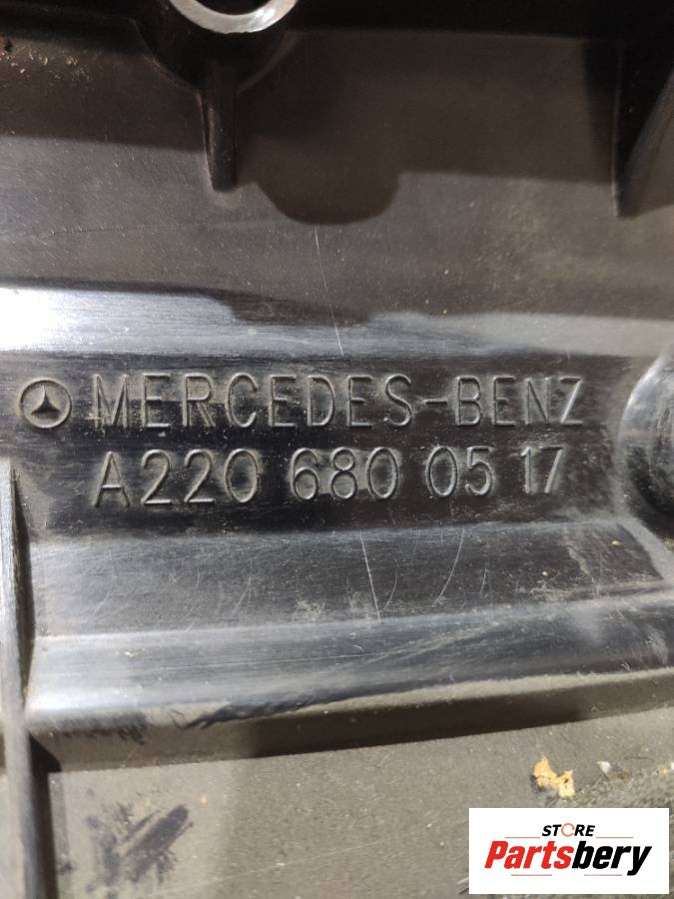 MERCEDES-BENZ
A220 680 05 17
STORE
Partsbery